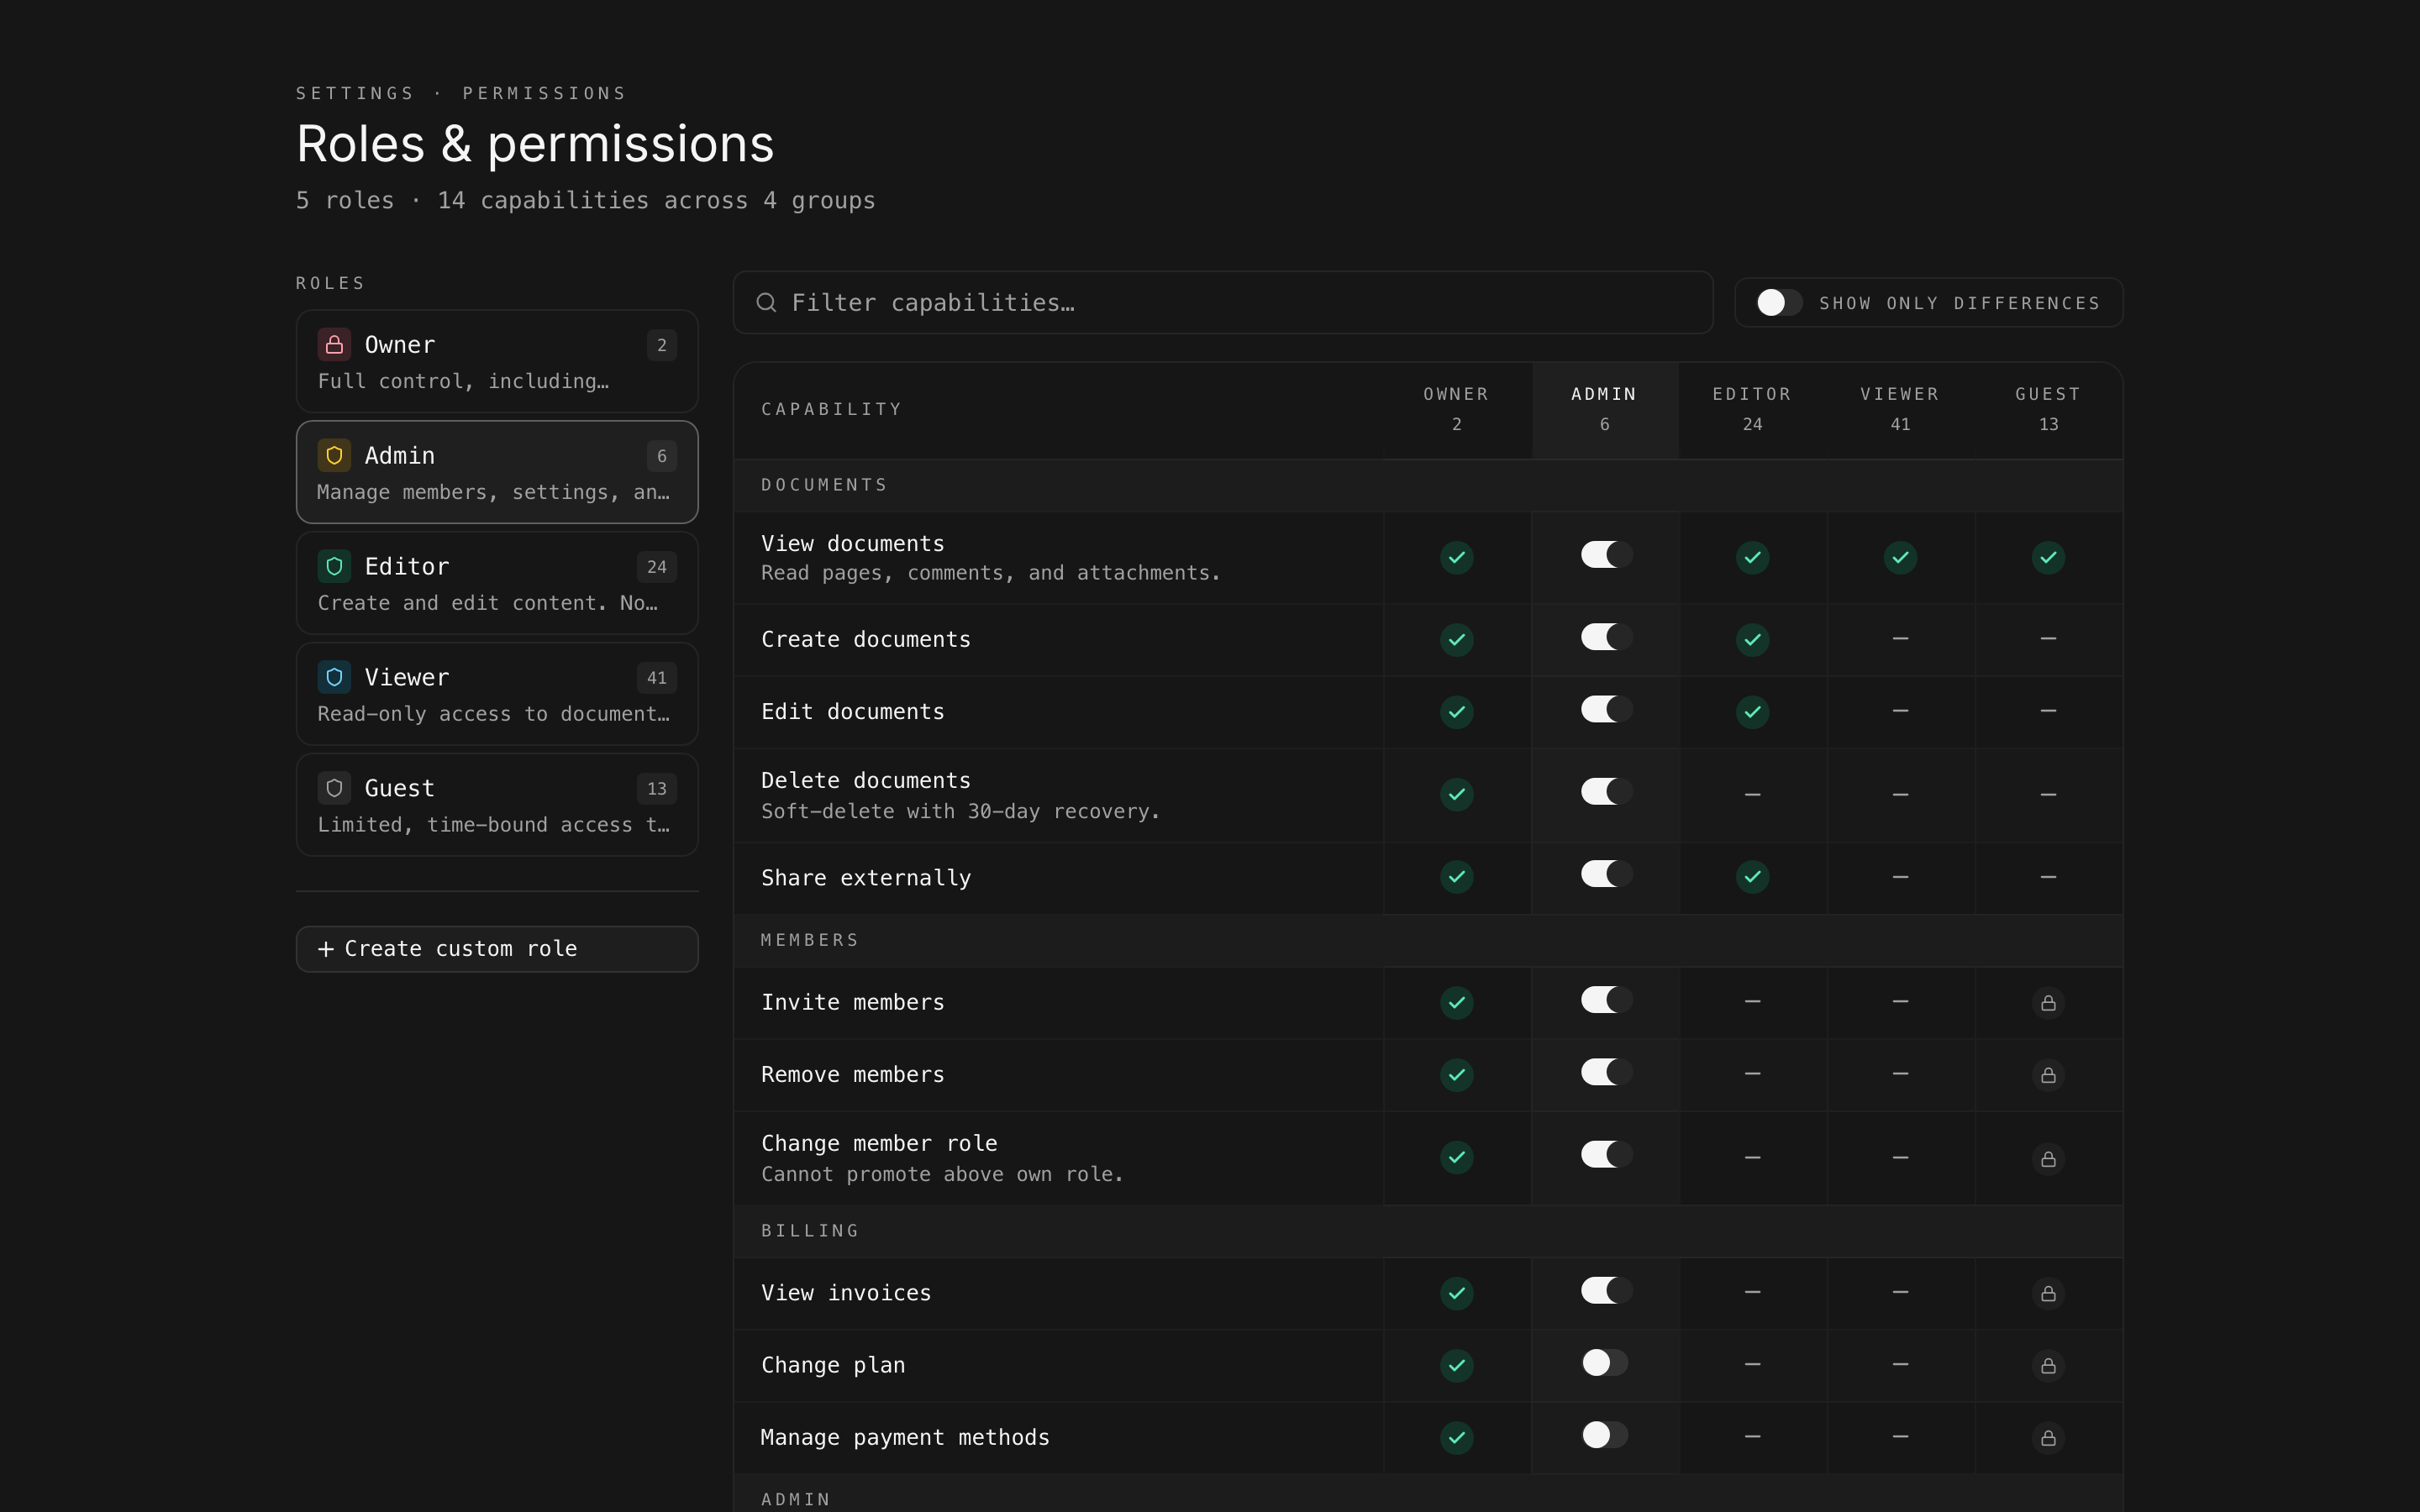 SETTINGS · PERMISSIONS
Roles & permissions
5 roles · 14 capabilities across 4 groups
ROLES
Owner 2
Full control, including…
Admin 6
Manage members, settings, an…
Editor 24
Create and edit content. No…
Viewer 41
Read-only access to document…
Guest 13
Limited, time-bound access t…
Create custom role
Filter capabilities…
SHOW ONLY DIFFERENCES
CAPABILITY
OWNER ADMIN EDITOR VIEWER GUEST
2 6 24 41 13
DOCUMENTS
View documents
Read pages, comments, and attachments.
Create documents
Edit documents
Delete documents
Soft-delete with 30-day recovery.
Share externally
MEMBERS
Invite members
Remove members
Change member role
Cannot promote above own role.
BILLING
View invoices
Change plan
Manage payment methods
ADMIN